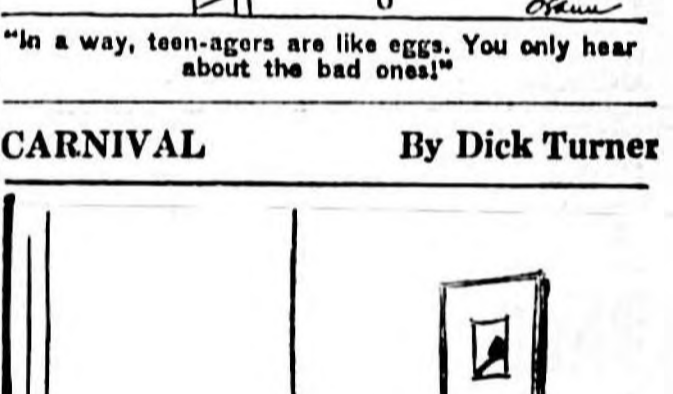 "In a way, teen-agers are like eggs. You only hear
about the bad ones!"
CARNIVAL By Dick Turner